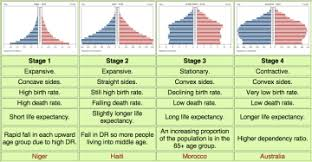 Stage 1 Stage 2 Stage 3 Stage 4
Expansive. Expansive. Stationary. Contractive.
Concave sides. Straight sides. Convex sides. Convex sides.
High birth rate. Still high birth rate. Declining birth rate. Very low birth rate.
High death rate. Falling death rate. Low death rate. Low death rate.
Short life expectancy. Slightly longer life expectancy. Long life expectancy. Longer life expectancy.
Rapid fall in each upward age group due to high DR. Fall in DR so more people living into middle age. An increasing proportion of the population is in the 65+ age group. Higher dependency ratio.
Niger Haiti Morocco Australia